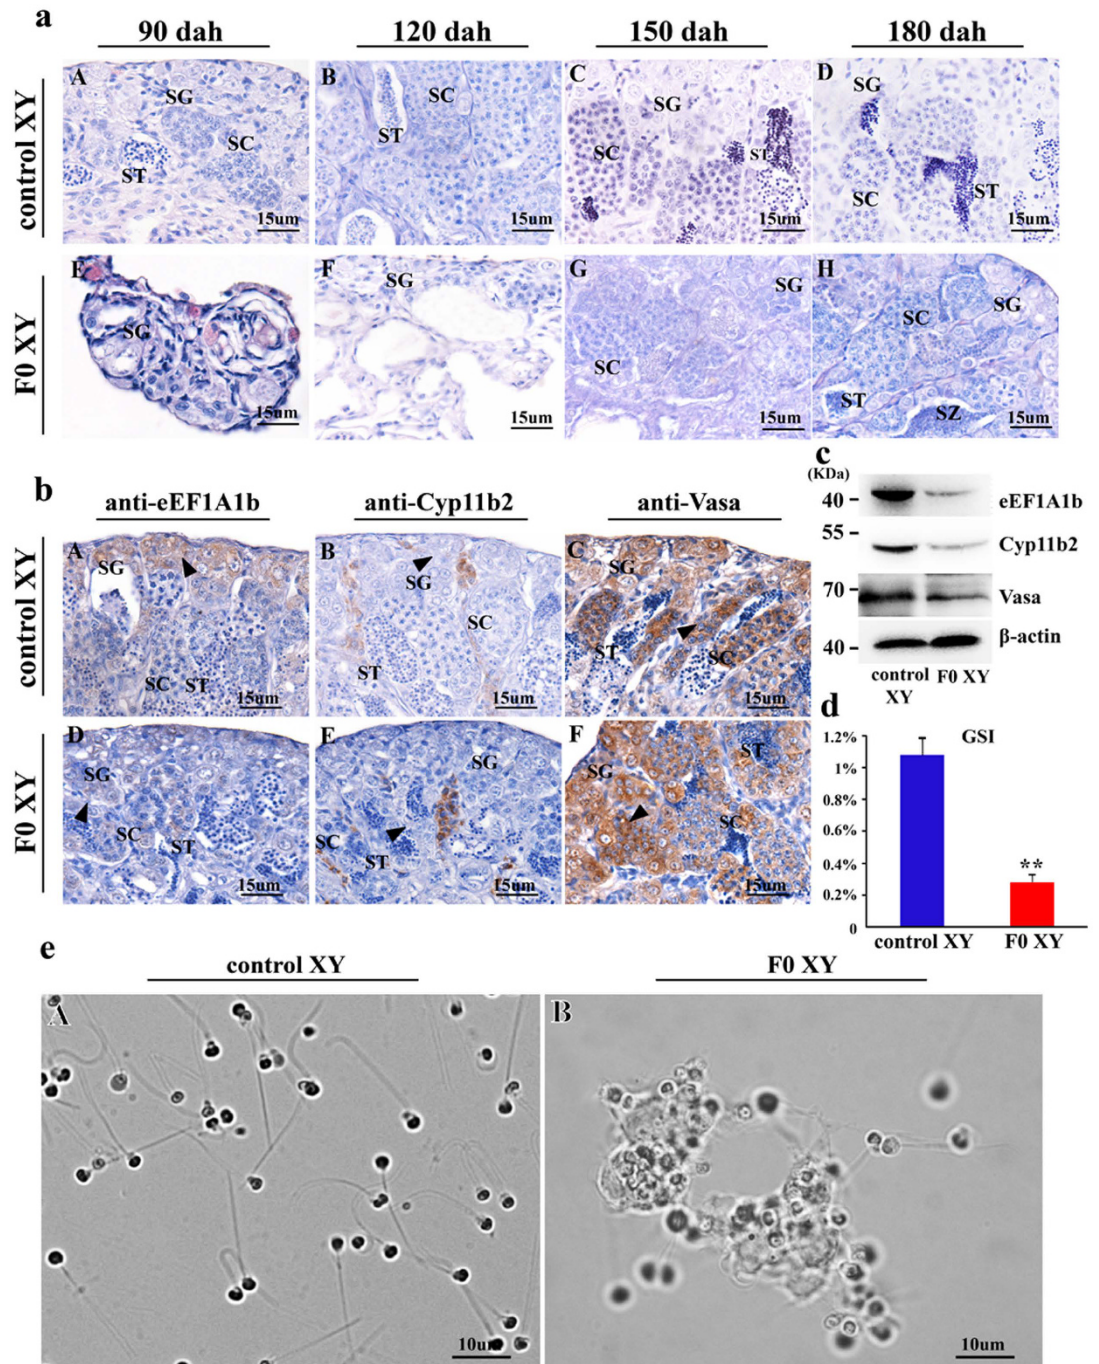 a
90 dah 120 dah 150 dah 180 dah
control XY
A SG SC ST 15um
B SC ST 15um
C SG SC ST 15um
D SG SC ST 15um
F0 XY
E SG 15um
F SG 15um
G SG SC 15um
H SG SC ST SZ 15um
b
anti-eEF1A1b anti-Cyp11b2 anti-Vasa
control XY
A SG SC ST 15um
B SG SC ST 15um
C ST SC 15um
F0 XY
D SG SC ST 15um
E SG SC ST 15um
F ST SG SC 15um
c
(KDa)
40 eEF1A1b
55
Cyp11b2
70 Vasa
40 β-actin
control XY F0 XY
d
GSI
1.2%
1%
0.8%
0.6%
0.4%
0.2%
0
**
control XY F0 XY
e
control XY F0 XY
A 10um
B 10um